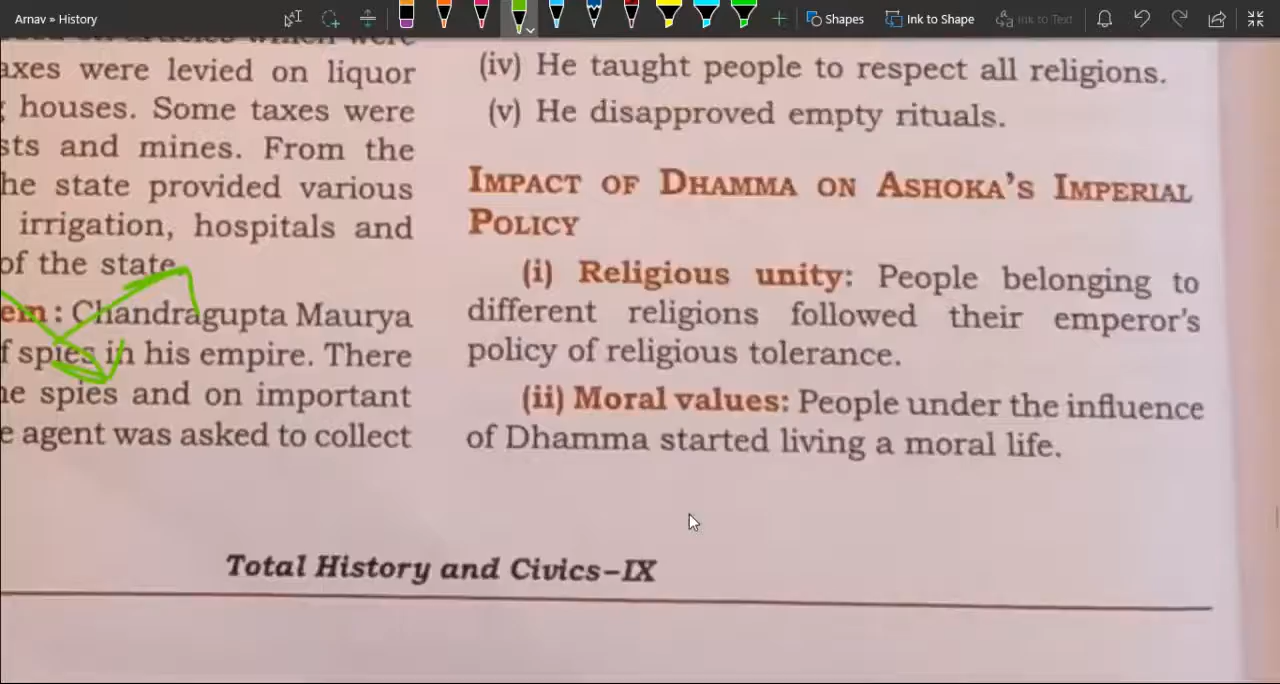 Arnav » History
Shapes
Ink to Shape
Ink to Text
axes were levied on liquor
houses. Some taxes were
sts and mines. From the
he state provided various
irrigation, hospitals and
of the state.
em: Chandragupta Maurya
f spies in his empire. There
he spies and on important
e agent was asked to collect
(iv) He taught people to respect all religions.
(v) He disapproved empty rituals.
IMPACT OF DHAMMA ON ASHOKA'S IMPERIAL
POLICY
(i) Religious unity: People belonging to
different religions followed their emperor's
policy of religious tolerance.
(ii) Moral values: People under the influence
of Dhamma started living a moral life.
Total History and Civics–IX